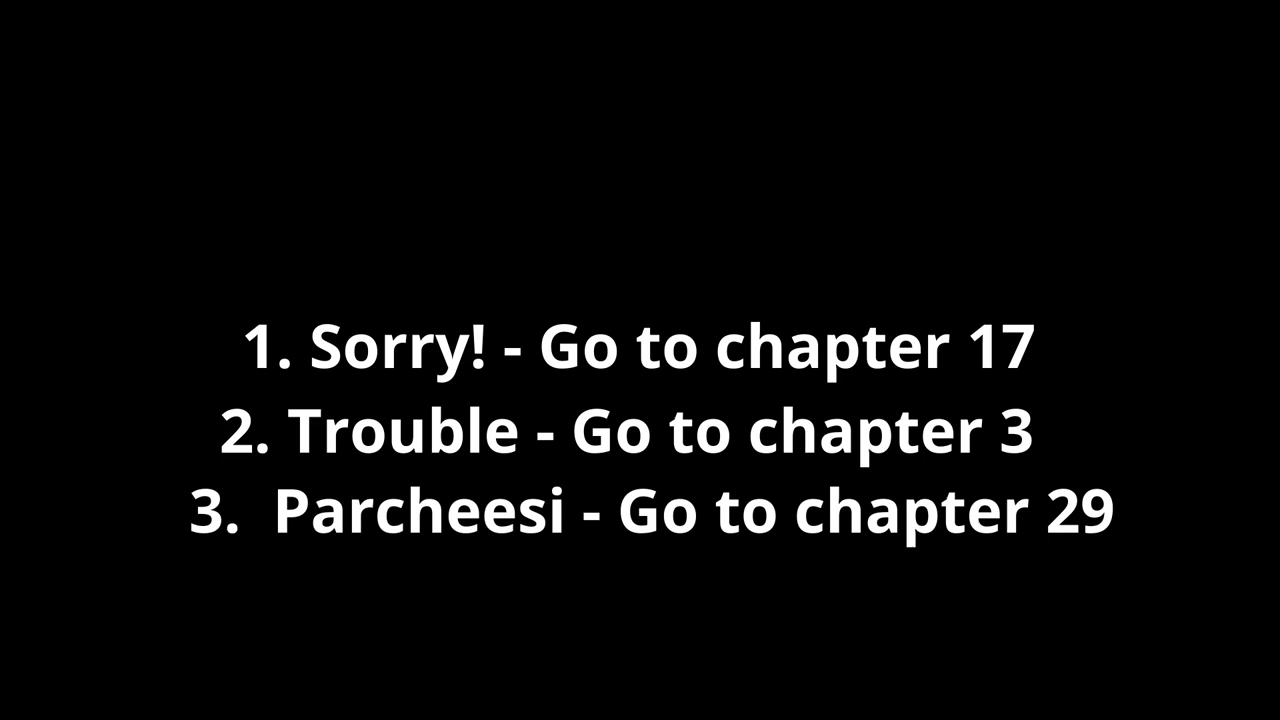 1. Sorry! - Go to chapter 17
2. Trouble - Go to chapter 3
3. Parcheesi - Go to chapter 29